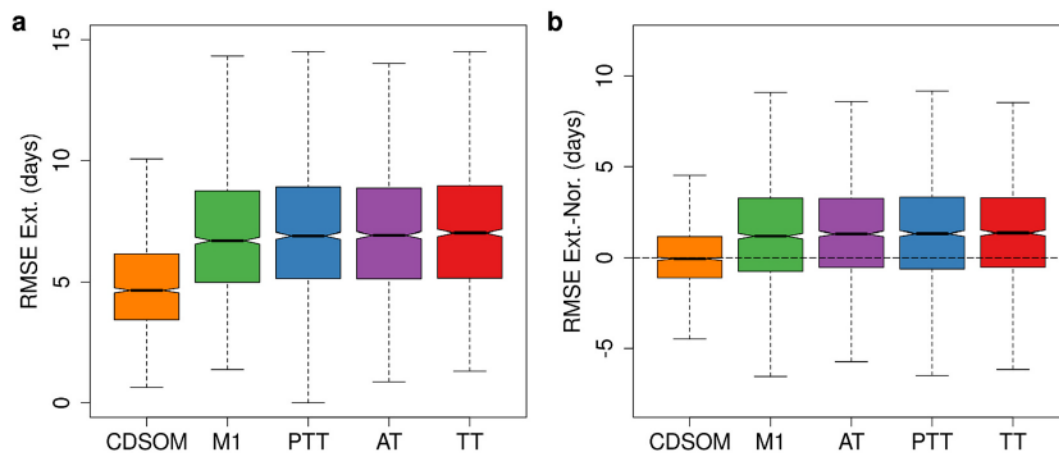 a
RMSE Ext. (days)
15
10
5
0
CDSOM M1 PTT AT TT
b
RMSE Ext.-Nor. (days)
10
5
0
-5
CDSOM M1 AT PTT TT